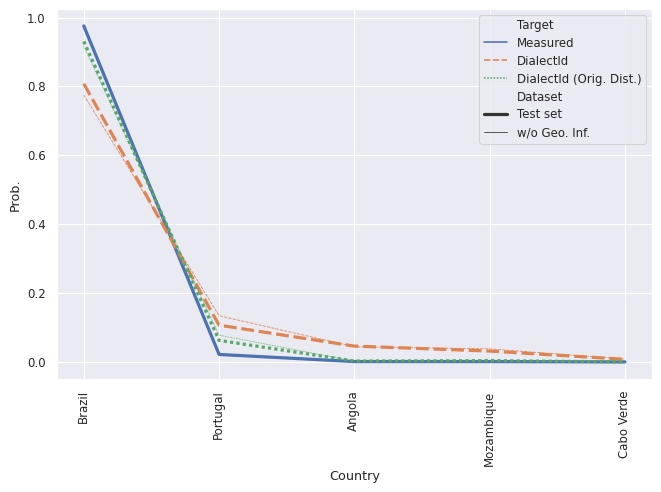 1.0
0.8
0.6
0.4
0.2
0.0
Prob.
Target
Measured
DialectId
DialectId (Orig. Dist.)
Dataset
Test set
w/o Geo. Inf.
Brazil
Portugal
Angola
Mozambique
Cabo Verde
Country